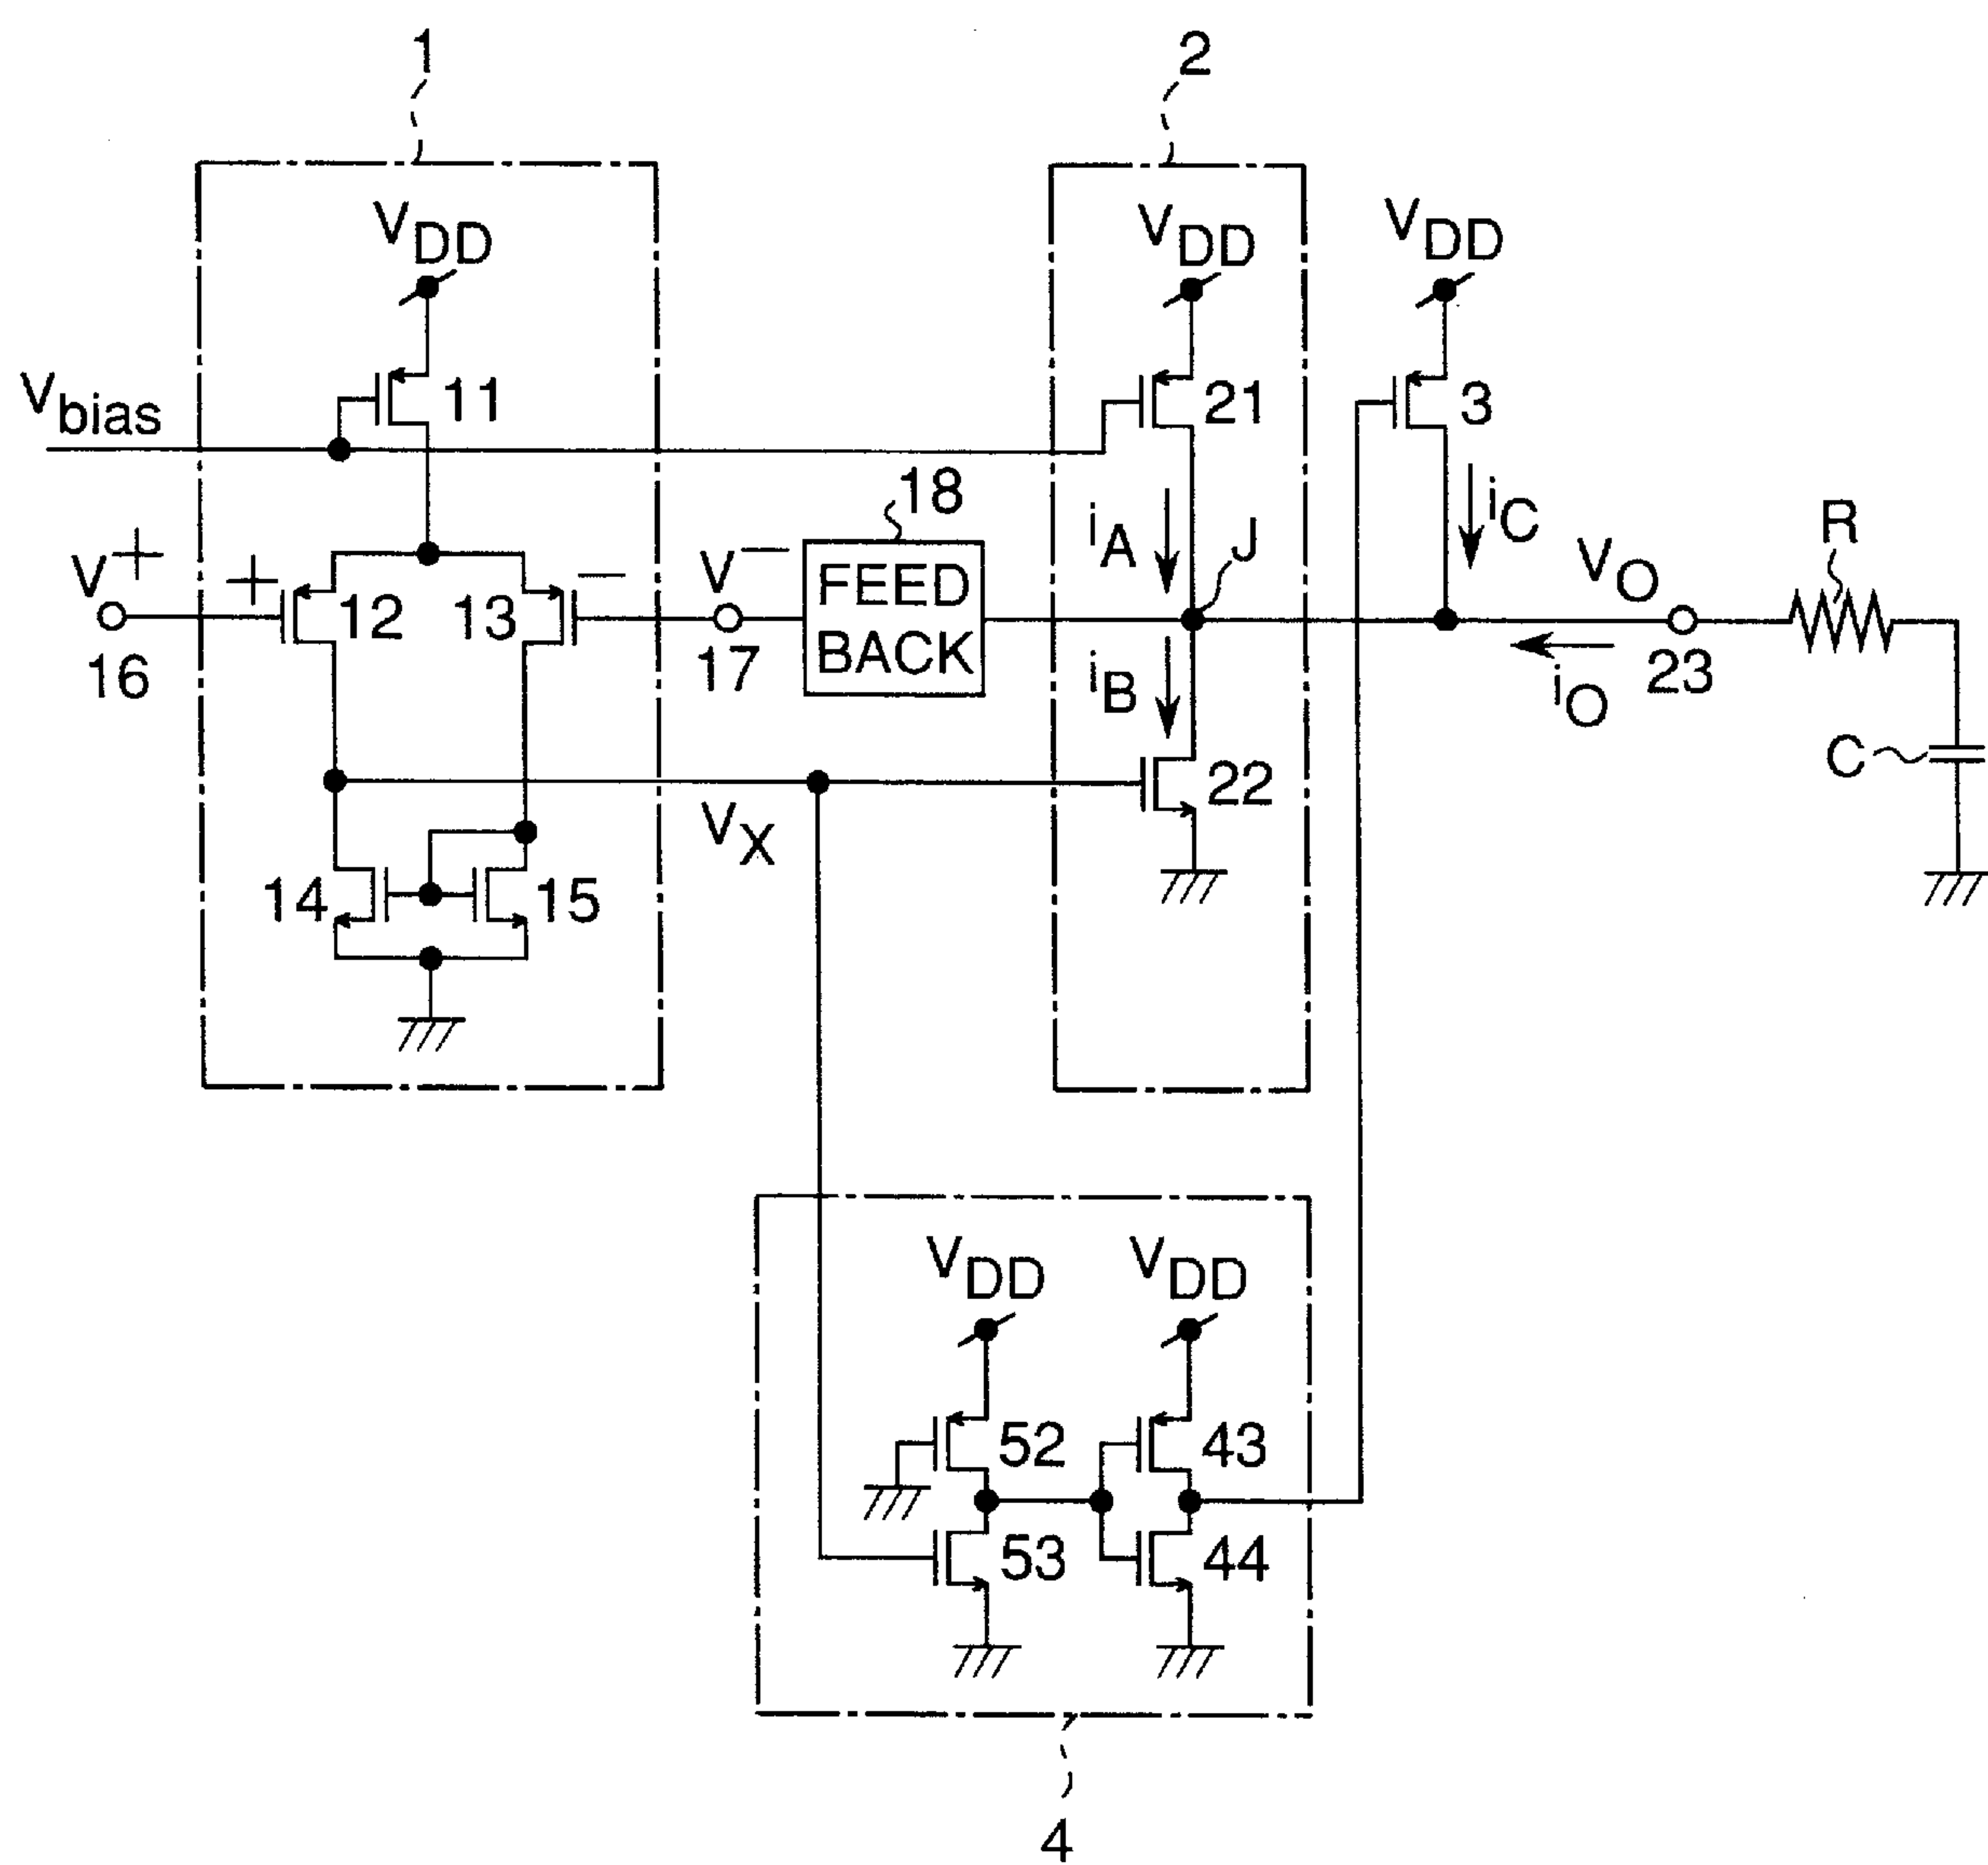 1
2
VDD
VDD
VDD
11
21
3
Vbias
18
iA
J
iC
R
V+
+
12
13
−
V−
FEED
BACK
VO
16
17
iB
iO
23
C
22
VX
14
15
VDD
VDD
52
43
53
44
4